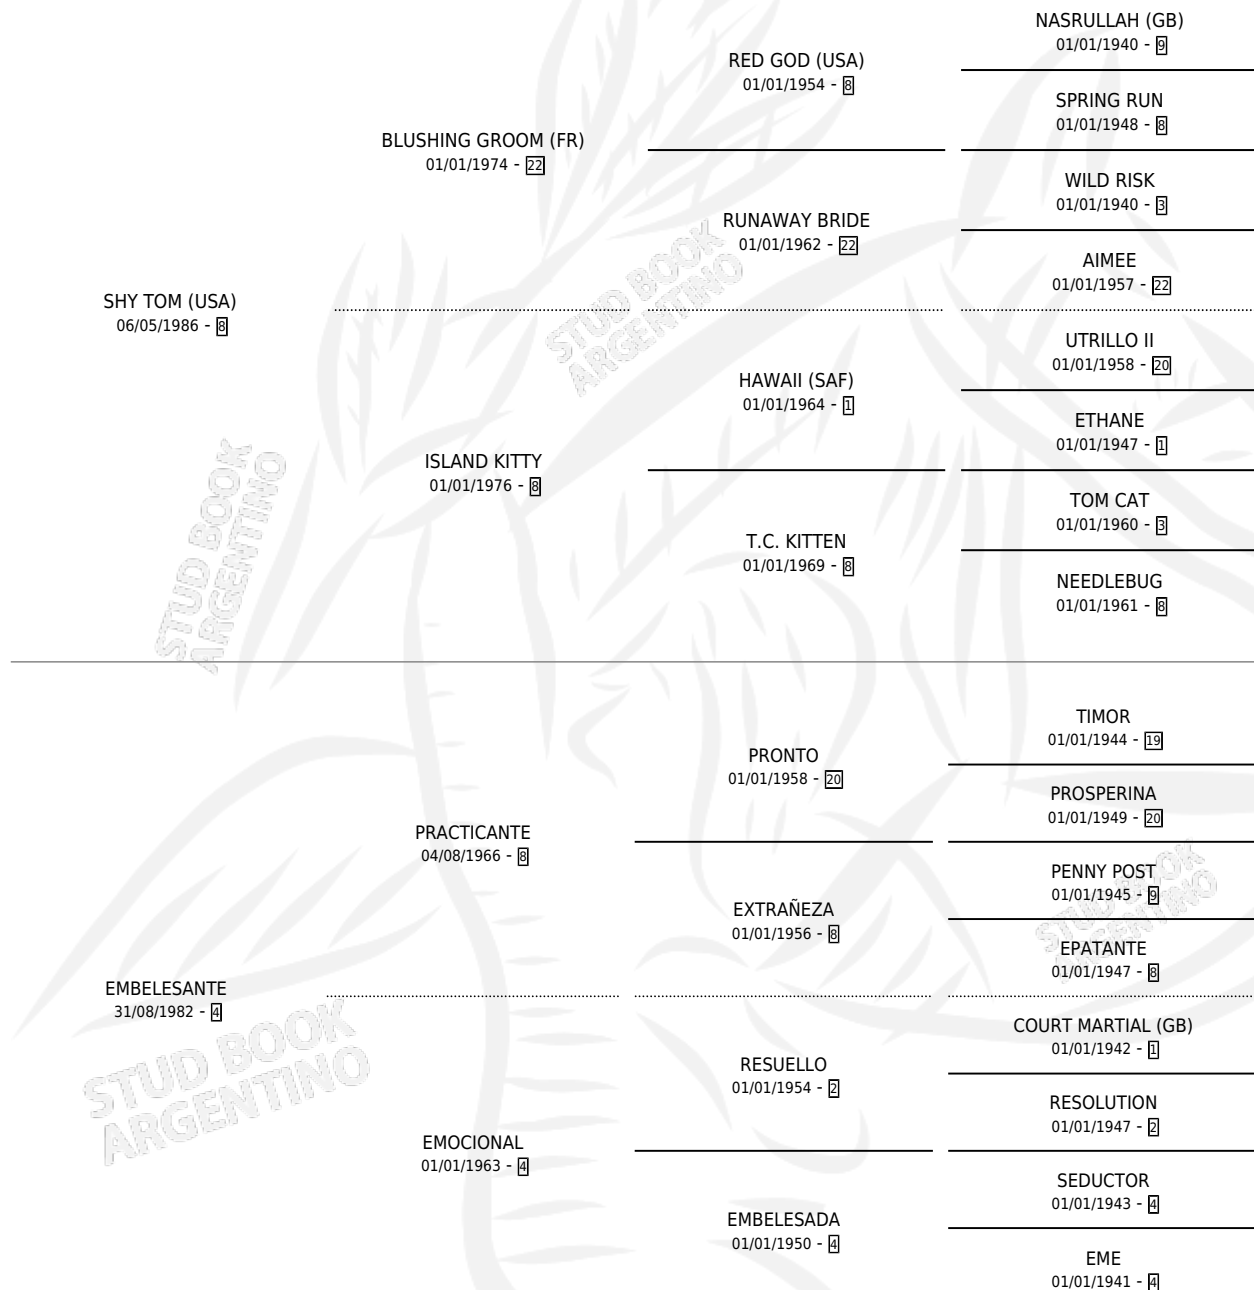 NASRULLAH (GB)
01/01/1940 - 9
RED GOD (USA)
01/01/1954 - 8
SPRING RUN
01/01/1948 - 8
BLUSHING GROOM (FR)
01/01/1974 - 22
WILD RISK
01/01/1940 - 3
RUNAWAY BRIDE
01/01/1962 - 22
AIMEE
01/01/1957 - 22
SHY TOM (USA)
06/05/1986 - 8
UTRILLO II
01/01/1958 - 20
HAWAII (SAF)
01/01/1964 - 1
ETHANE
01/01/1947 - 1
ISLAND KITTY
01/01/1976 - 8
TOM CAT
01/01/1960 - 3
T.C. KITTEN
01/01/1969 - 8
NEEDLEBUG
01/01/1961 - 8
TIMOR
01/01/1944 - 19
PRONTO
01/01/1958 - 20
PROSPERINA
01/01/1949 - 20
PRACTICANTE
04/08/1966 - 8
PENNY POST
01/01/1945 - 9
EXTRAÑEZA
01/01/1956 - 8
EPATANTE
01/01/1947 - 8
EMBELESANTE
31/08/1982 - 4
COURT MARTIAL (GB)
01/01/1942 - 1
RESUELLO
01/01/1954 - 2
RESOLUTION
01/01/1947 - 2
EMOCIONAL
01/01/1963 - 4
SEDUCTOR
01/01/1943 - 4
EMBELESADA
01/01/1950 - 4
EME
01/01/1941 - 4
STUD BOOK
ARGENTINO
STUD BOOK
ARGENTINO
STUD BOOK
ARGENTINO
STUD BOOK
ARGENTINO